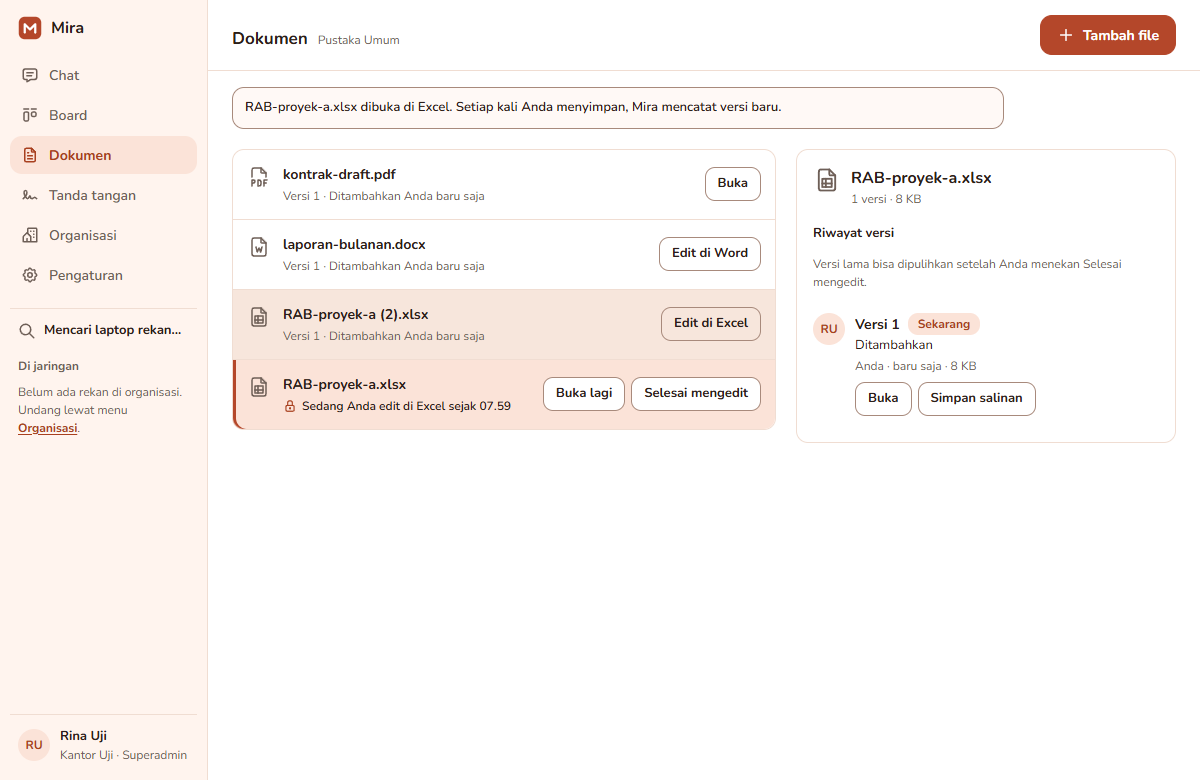 Mira
Chat
Board
Dokumen
Tanda tangan
Organisasi
Pengaturan
Mencari laptop rekan...
Di jaringan
Belum ada rekan di organisasi.
Undang lewat menu
Organisasi.
RU
Rina Uji
Kantor Uji · Superadmin
Dokumen Pustaka Umum
Tambah file
RAB-proyek-a.xlsx dibuka di Excel. Setiap kali Anda menyimpan, Mira mencatat versi baru.
PDF
kontrak-draft.pdf
Versi 1 · Ditambahkan Anda baru saja
Buka
W
laporan-bulanan.docx
Versi 1 · Ditambahkan Anda baru saja
Edit di Word
RAB-proyek-a (2).xlsx
Versi 1 · Ditambahkan Anda baru saja
Edit di Excel
RAB-proyek-a.xlsx
Sedang Anda edit di Excel sejak 07.59
Buka lagi
Selesai mengedit
RAB-proyek-a.xlsx
1 versi · 8 KB
Riwayat versi
Versi lama bisa dipulihkan setelah Anda menekan Selesai
mengedit.
RU
Versi 1 Sekarang
Ditambahkan
Anda · baru saja · 8 KB
Buka
Simpan salinan